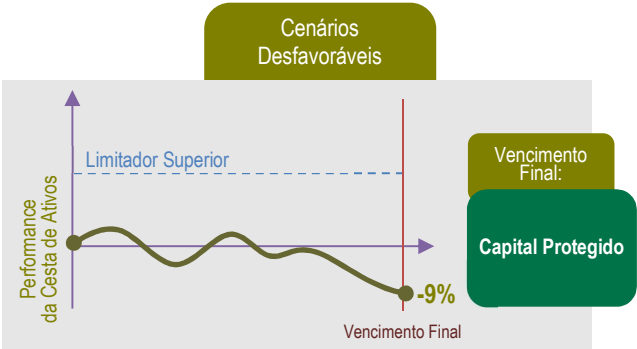 Cenários
Desfavoráveis
Limitador Superior
Performance
da Cesta de Ativos
-9%
Vencimento Final
Vencimento
Final:
Capital Protegido